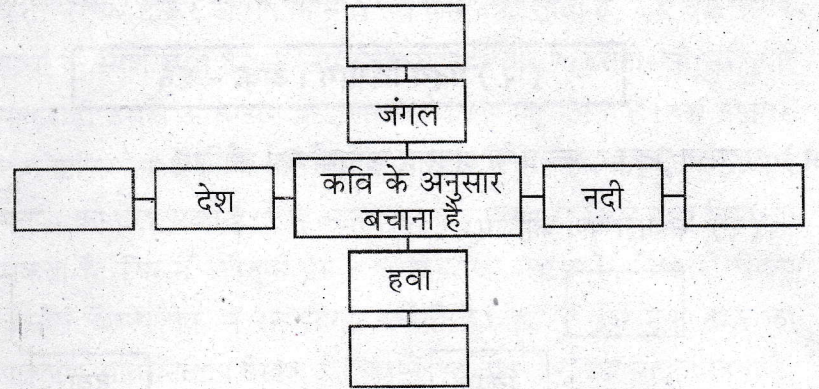 जंगल
देश
कवि के अनुसार
बचाना है
नदी
हवा